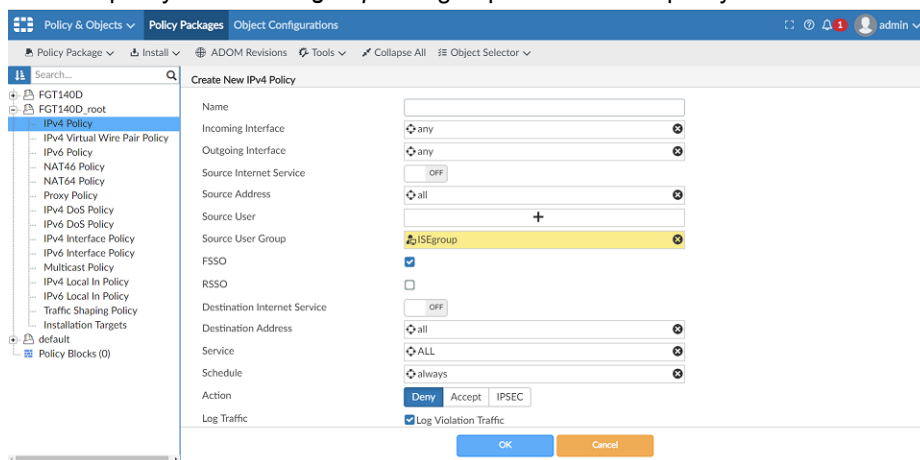 Policy & Objects Policy Packages Object Configurations 1 admin
Policy Package Install ADOM Revisions Tools Collapse All Object Selector
Search...
FGT140D
FGT140D_root
IPv4 Policy
IPv4 Virtual Wire Pair Policy
IPv6 Policy
NAT46 Policy
NAT64 Policy
Proxy Policy
IPv4 DoS Policy
IPv6 DoS Policy
IPv4 Interface Policy
IPv6 Interface Policy
Multicast Policy
IPv4 Local In Policy
IPv6 Local In Policy
Traffic Shaping Policy
Installation Targets
default
Policy Blocks (0)
Create New IPv4 Policy
Name
Incoming Interface any
Outgoing Interface any
Source Internet Service OFF
Source Address all
Source User +
Source User Group ISEgroup
FSSO
RSSO
Destination Internet Service OFF
Destination Address all
Service ALL
Schedule always
Action Deny Accept IPSEC
Log Traffic Log Violation Traffic
OK Cancel